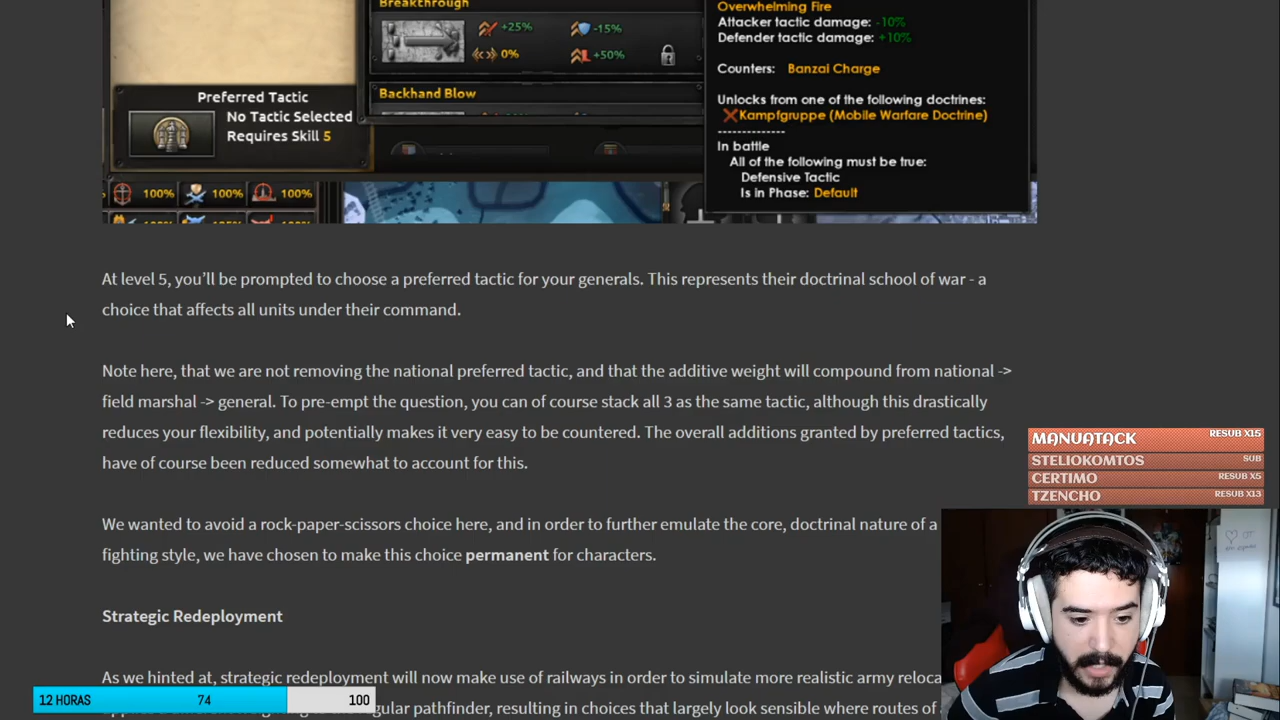 Breakthrough
+25%
-15%
0%
+50%
Backhand Blow
Preferred Tactic
No Tactic Selected
Requires Skill 5
100%
100%
100%
Overwhelming Fire
Attacker tactic damage: -10%
Defender tactic damage: +10%
Counters: Banzai Charge
Unlocks from one of the following doctrines:
Kampfgruppe (Mobile Warfare Doctrine)
--------------
In battle
All of the following must be true:
Defensive Tactic
Is in Phase: Default
At level 5, you’ll be prompted to choose a preferred tactic for your generals. This represents their doctrinal school of war - a
choice that affects all units under their command.
Note here, that we are not removing the national preferred tactic, and that the additive weight will compound from national ->
field marshal -> general. To pre-empt the question, you can of course stack all 3 as the same tactic, although this drastically
reduces your flexibility, and potentially makes it very easy to be countered. The overall additions granted by preferred tactics,
have of course been reduced somewhat to account for this.
We wanted to avoid a rock-paper-scissors choice here, and in order to further emulate the core, doctrinal nature of a
fighting style, we have chosen to make this choice permanent for characters.
Strategic Redeployment
As we hinted at, strategic redeployment will now make use of railways in order to simulate more realistic army
pathfinder, resulting in choices that largely look sensible where routes of
MANUATACK RESUB X15
STELIOKOMTOS SUB
CERTIMO RESUB X5
TZENCHO RESUB X13
12 HORAS 74 100